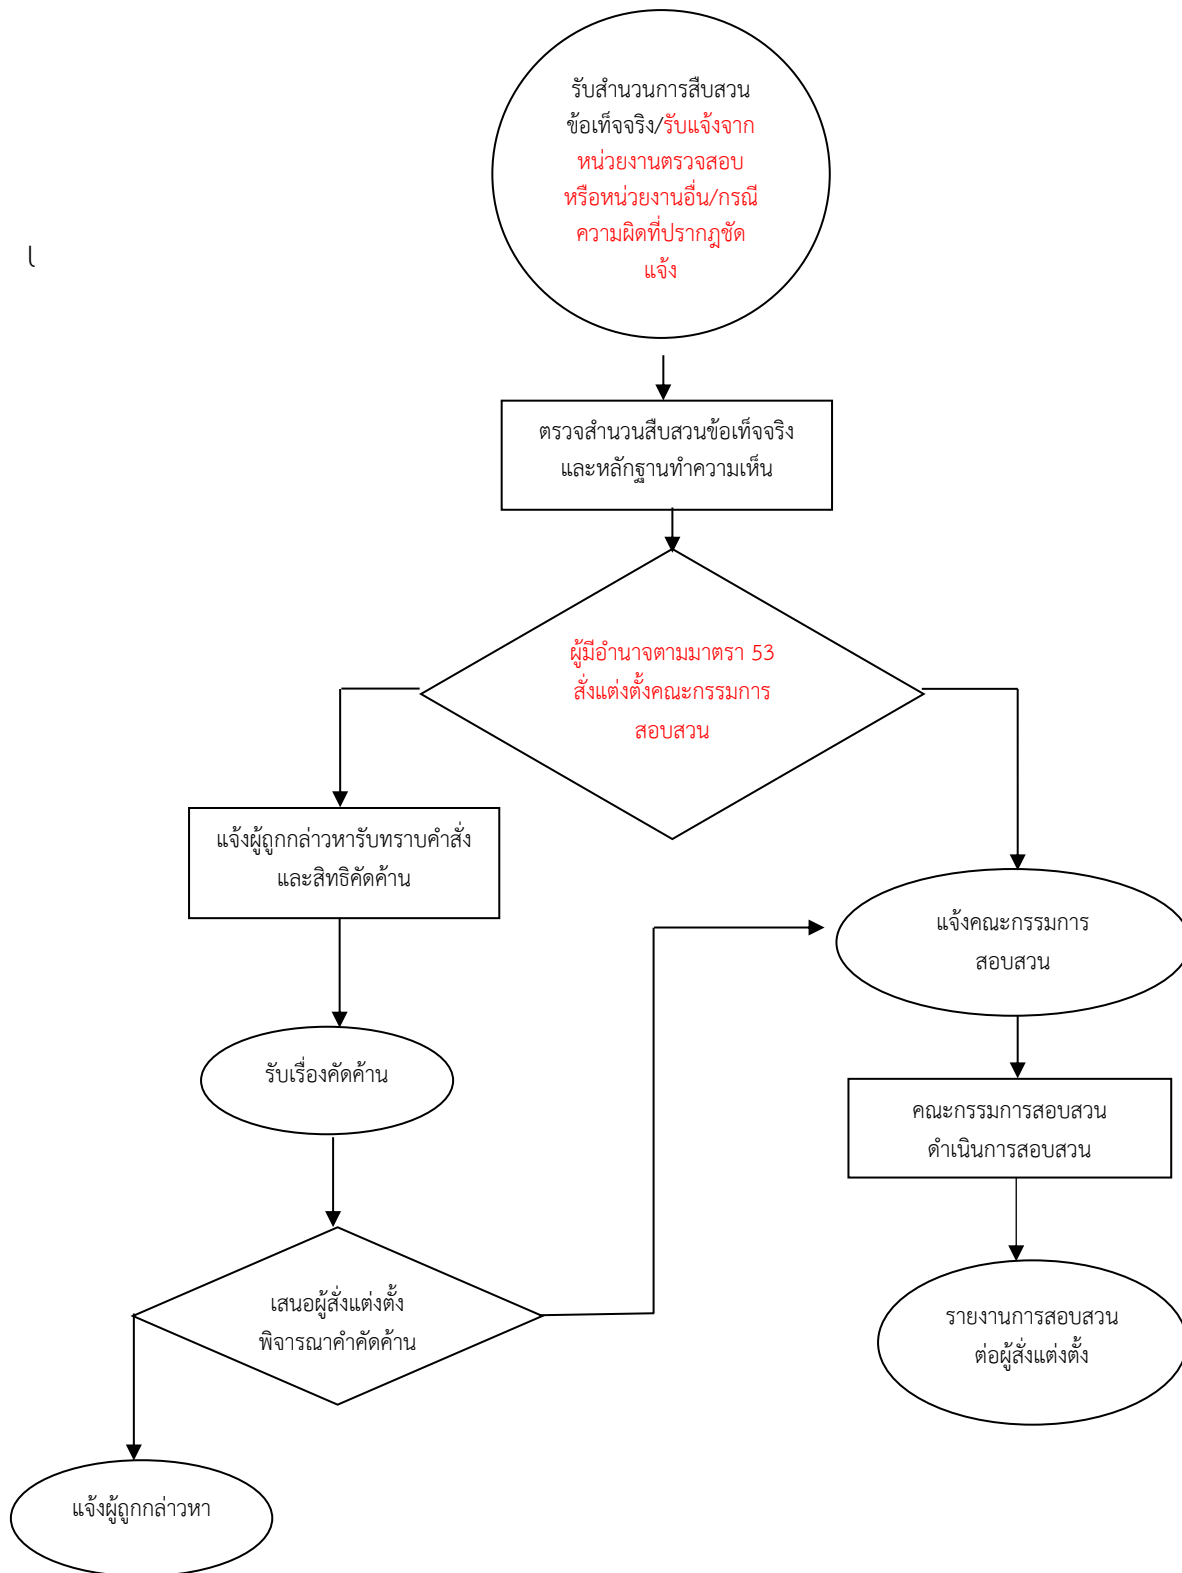 รับสำนวนการสืบสวน
ข้อเท็จจริง/รับแจ้งจาก
หน่วยงานตรวจสอบ
หรือหน่วยงานอื่น/กรณี
ความผิดที่ปรากฎชัด
แจ้ง
เ
ตรวจสำนวนสืบสวนข้อเท็จจริง
และหลักฐานทำความเห็น
ผู้มีอำนาจตามมาตรา 53
สั่งแต่งตั้งคณะกรรมการ
สอบสวน
แจ้งผู้ถูกกล่าวหารับทราบคำสั่ง
และสิทธิคัดค้าน
แจ้งคณะกรรมการ
สอบสวน
รับเรื่องคัดค้าน
คณะกรรมการสอบสวน
ดำเนินการสอบสวน
เสนอผู้สั่งแต่งตั้ง
พิจารณาคำคัดค้าน
รายงานการสอบสวน
ต่อผู้สั่งแต่งตั้ง
แจ้งผู้ถูกกล่าวหา